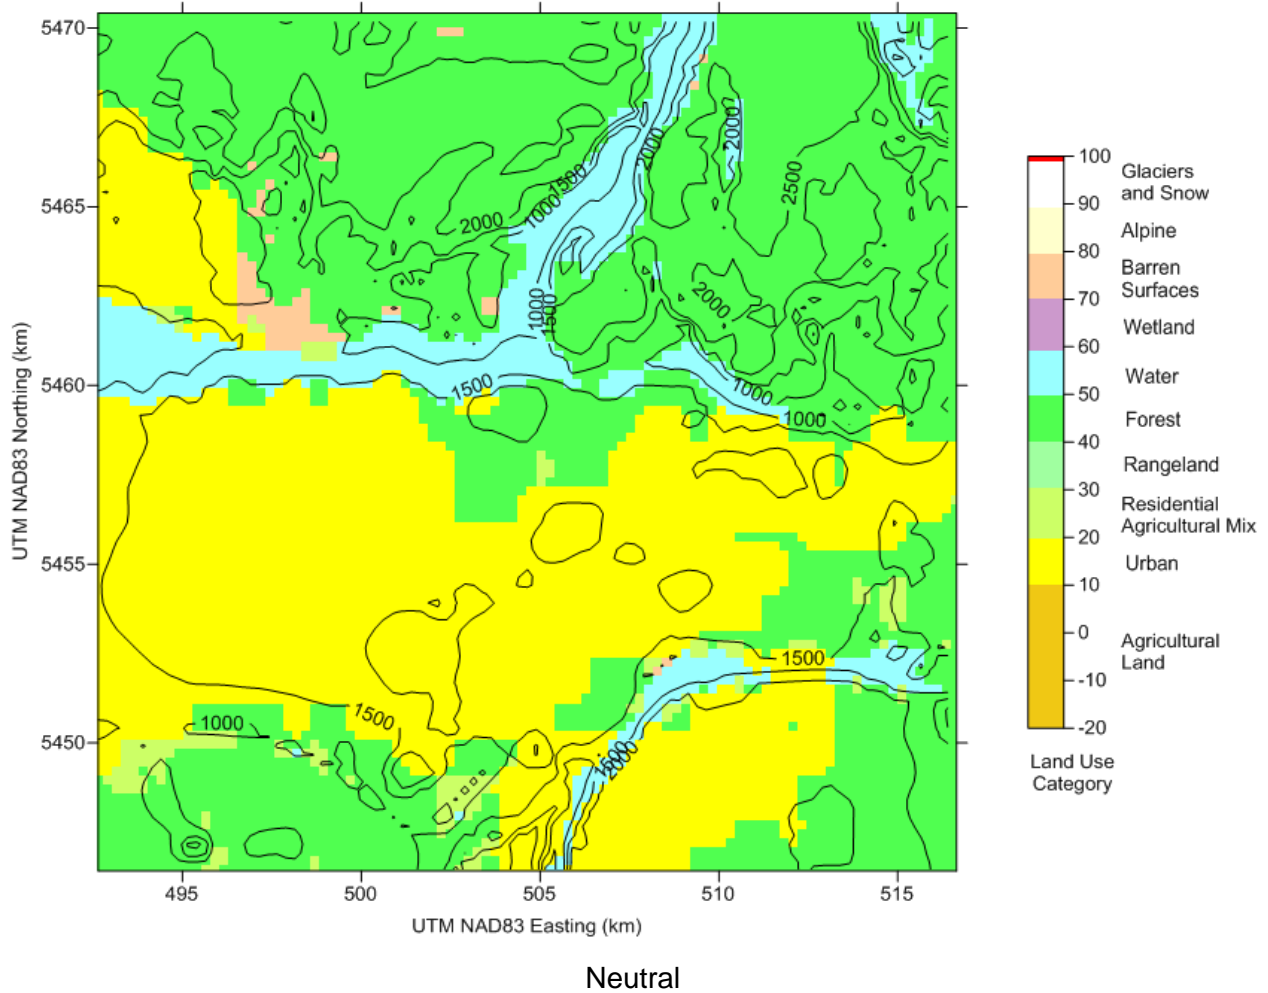 5470
5465
5460
5455
5450
UTM NAD83 Northing (km)
2000
1500
1000
2000
2000
2500
2000
1000
1500
1500
1000
1000
1500
1500
1000
1500
2000
495
500
505
510
515
UTM NAD83 Easting (km)
100
90
80
70
60
50
40
30
20
10
0
-10
-20
Glaciers
and Snow
Alpine
Barren
Surfaces
Wetland
Water
Forest
Rangeland
Residential
Agricultural Mix
Urban
Agricultural
Land
Land Use
Category
Neutral